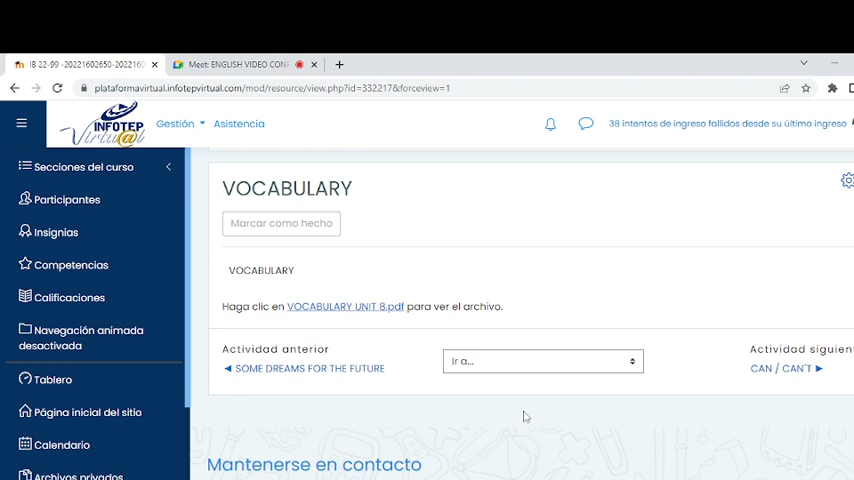 IB 22-99 -20221602650-2022160
Meet: ENGLISH VIDEO CONF
plataformavirtual.infotepvirtual.com/mod/resource/view.php?id=332217&forceview=1
INFOTEP
Virtu@l
Gestión
Asistencia
38 intentos de ingreso fallidos desde su último ingreso
Secciones del curso
Participantes
Insignias
Competencias
Calificaciones
Navegación animada
desactivada
Tablero
Página inicial del sitio
Calendario
Archivos privados
VOCABULARY
Marcar como hecho
VOCABULARY
Haga clic en VOCABULARY UNIT 8.pdf para ver el archivo.
Actividad anterior
◄ SOME DREAMS FOR THE FUTURE
Ir a...
Actividad siguien
CAN / CAN'T ►
Mantenerse en contacto